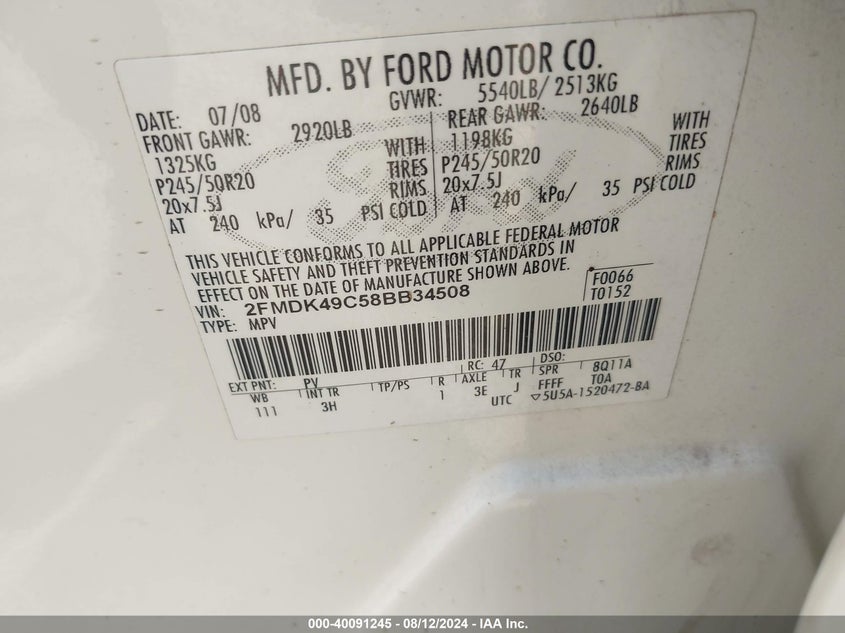 MFD. BY FORD MOTOR CO.
DATE: 07/08 GVWR: 5540LB/ 2513KG
FRONT GAWR: 2920LB REAR GAWR: 2640LB
1325KG WITH 1198KG WITH
P245/50R20 TIRES P245/50R20 TIRES
20x7.5J RIMS 20x7.5J RIMS
AT 240 kPa/ 35 PSI COLD AT 240 kPa/ 35 PSI COLD
THIS VEHICLE CONFORMS TO ALL APPLICABLE FEDERAL MOTOR
VEHICLE SAFETY AND THEFT PREVENTION STANDARDS IN
EFFECT ON THE DATE OF MANUFACTURE SHOWN ABOVE.
VIN: 2FMDK49C58BB34508 F0066
TYPE: MPV T0152
EXT PNT: PV RC: 47 DSO:
WB INT TR TP/PS R AXLE TR SPR 8Q11A
111 3H 1 3E J FFFF T0A
UTC ▽5U5A-1520472-BA
000-40091245 - 08/12/2024 - IAA Inc.